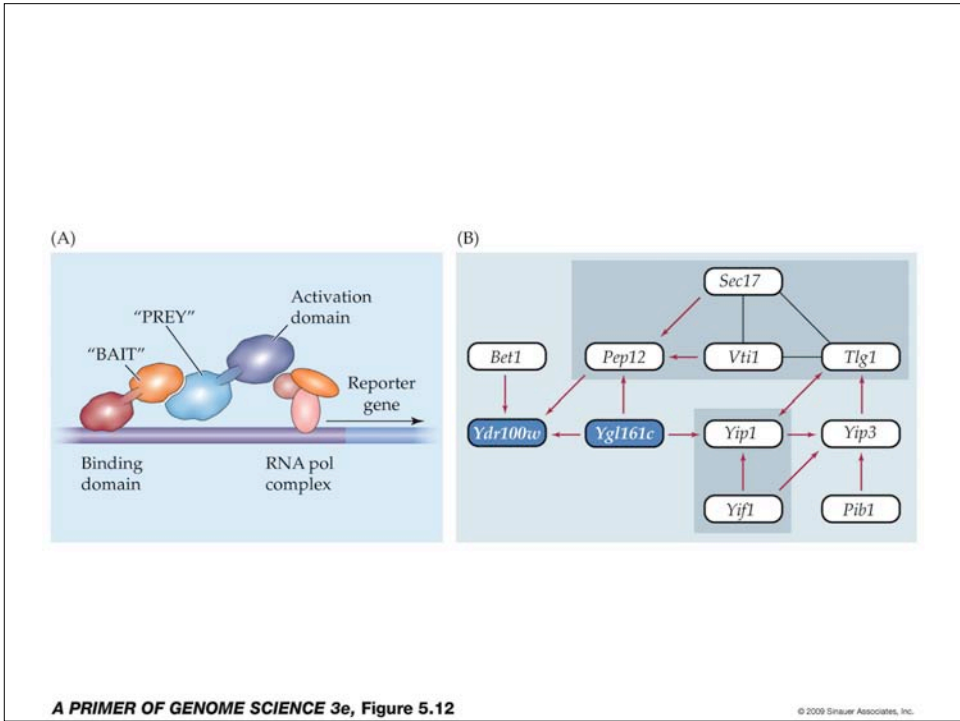 (A)
"BAIT"
"PREY"
Activation
domain
Reporter
gene
Binding
domain
RNA pol
complex
(B)
Sec17
Bet1
Pep12
Vti1
Tlg1
Ydr100w
Ygl161c
Yip1
Yip3
Yif1
Pib1
A PRIMER OF GENOME SCIENCE 3e, Figure 5.12
© 2009 Sinauer Associates, Inc.